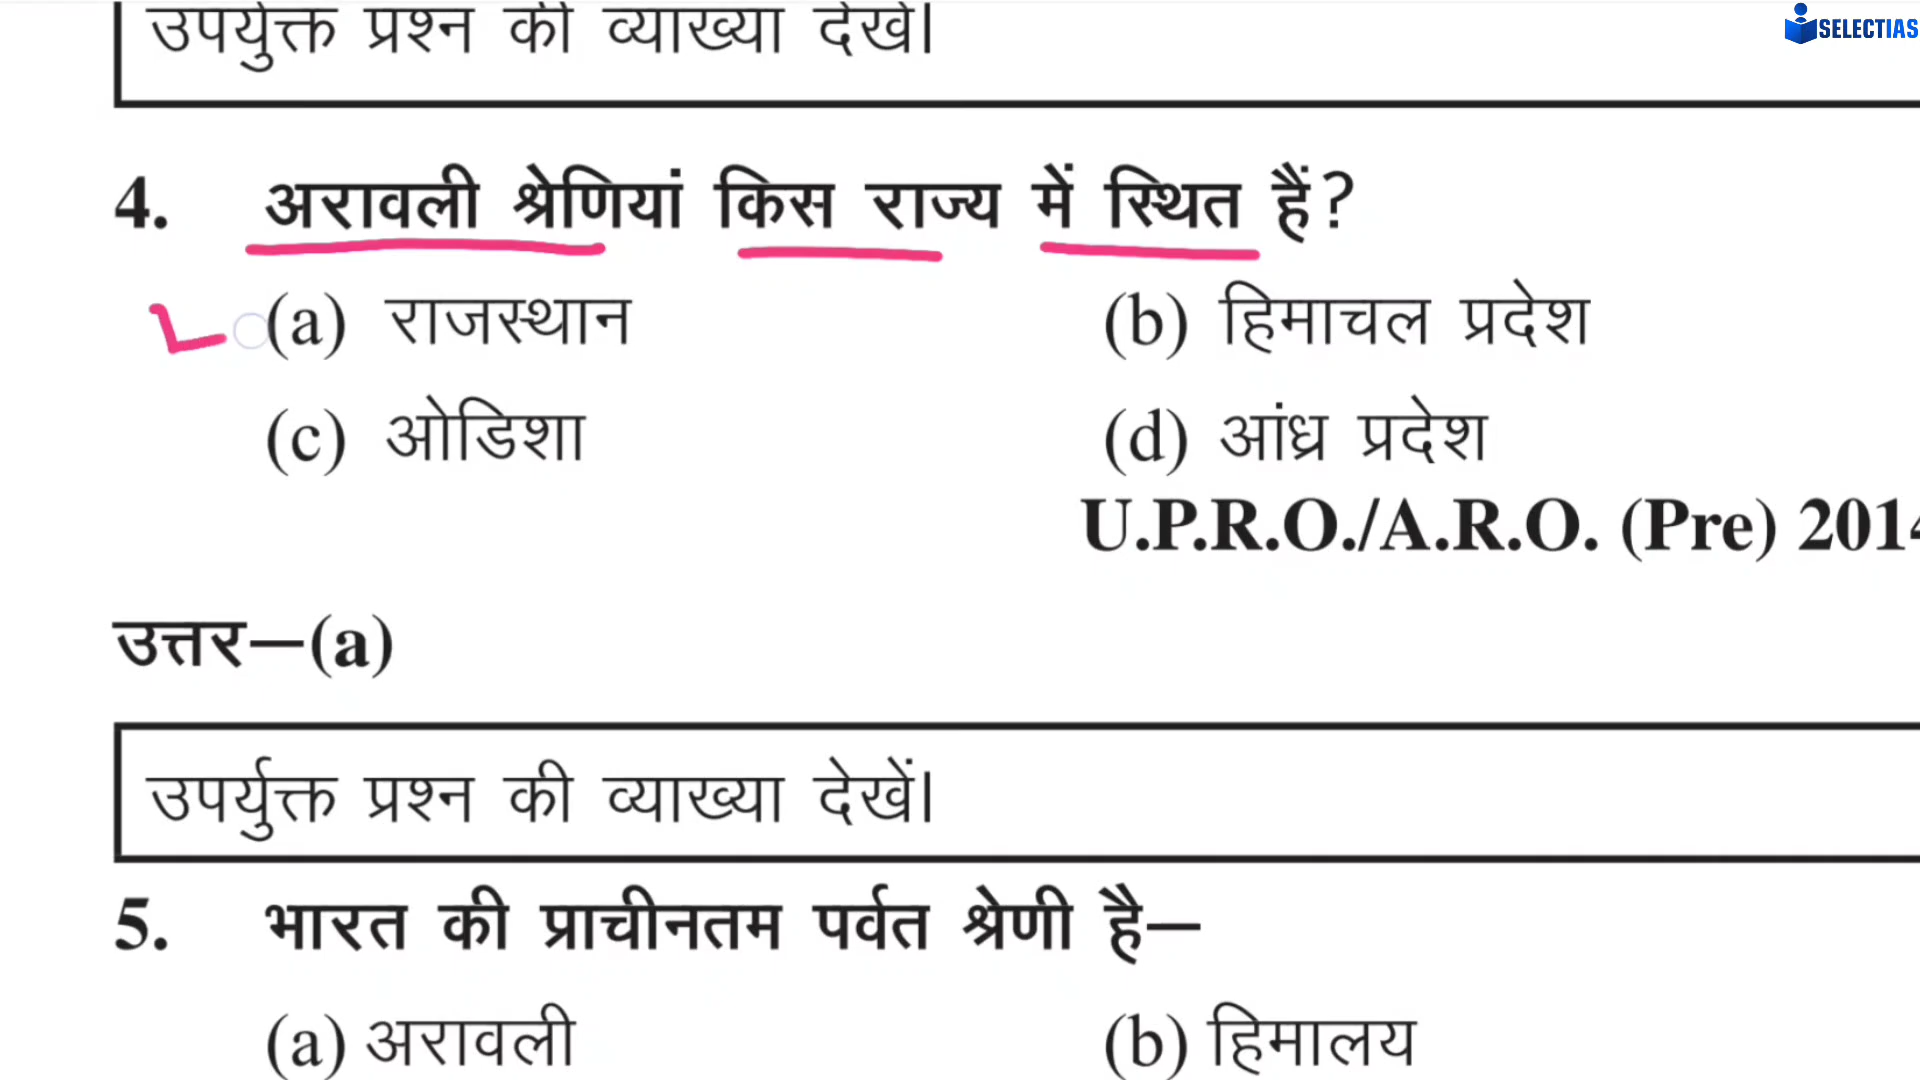 उपर्युक्त प्रश्न की व्याख्या देखें।
SELECTIAS
4. अरावली श्रेणियां किस राज्य में स्थित हैं?
(a) राजस्थान (b) हिमाचल प्रदेश
(c) ओडिशा (d) आंध्र प्रदेश
U.P.R.O./A.R.O. (Pre) 2014
उत्तर—(a)
उपर्युक्त प्रश्न की व्याख्या देखें।
5. भारत की प्राचीनतम पर्वत श्रेणी है—
(a) अरावली (b) हिमालय